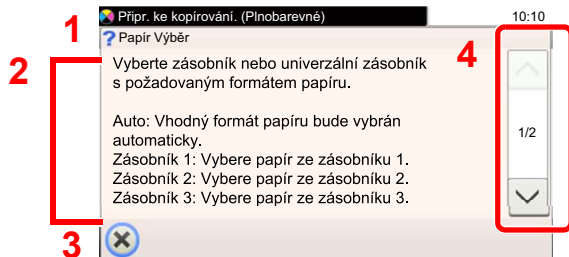 Připr. ke kopírování. (Plnobarevné) 10:10
1
? Papír Výběr
2
Vyberte zásobník nebo univerzální zásobník
s požadovaným formátem papíru.
4
Auto: Vhodný formát papíru bude vybrán
automaticky.
1/2
Zásobník 1: Vybere papír ze zásobníku 1.
Zásobník 2: Vybere papír ze zásobníku 2.
Zásobník 3: Vybere papír ze zásobníku 3.
3